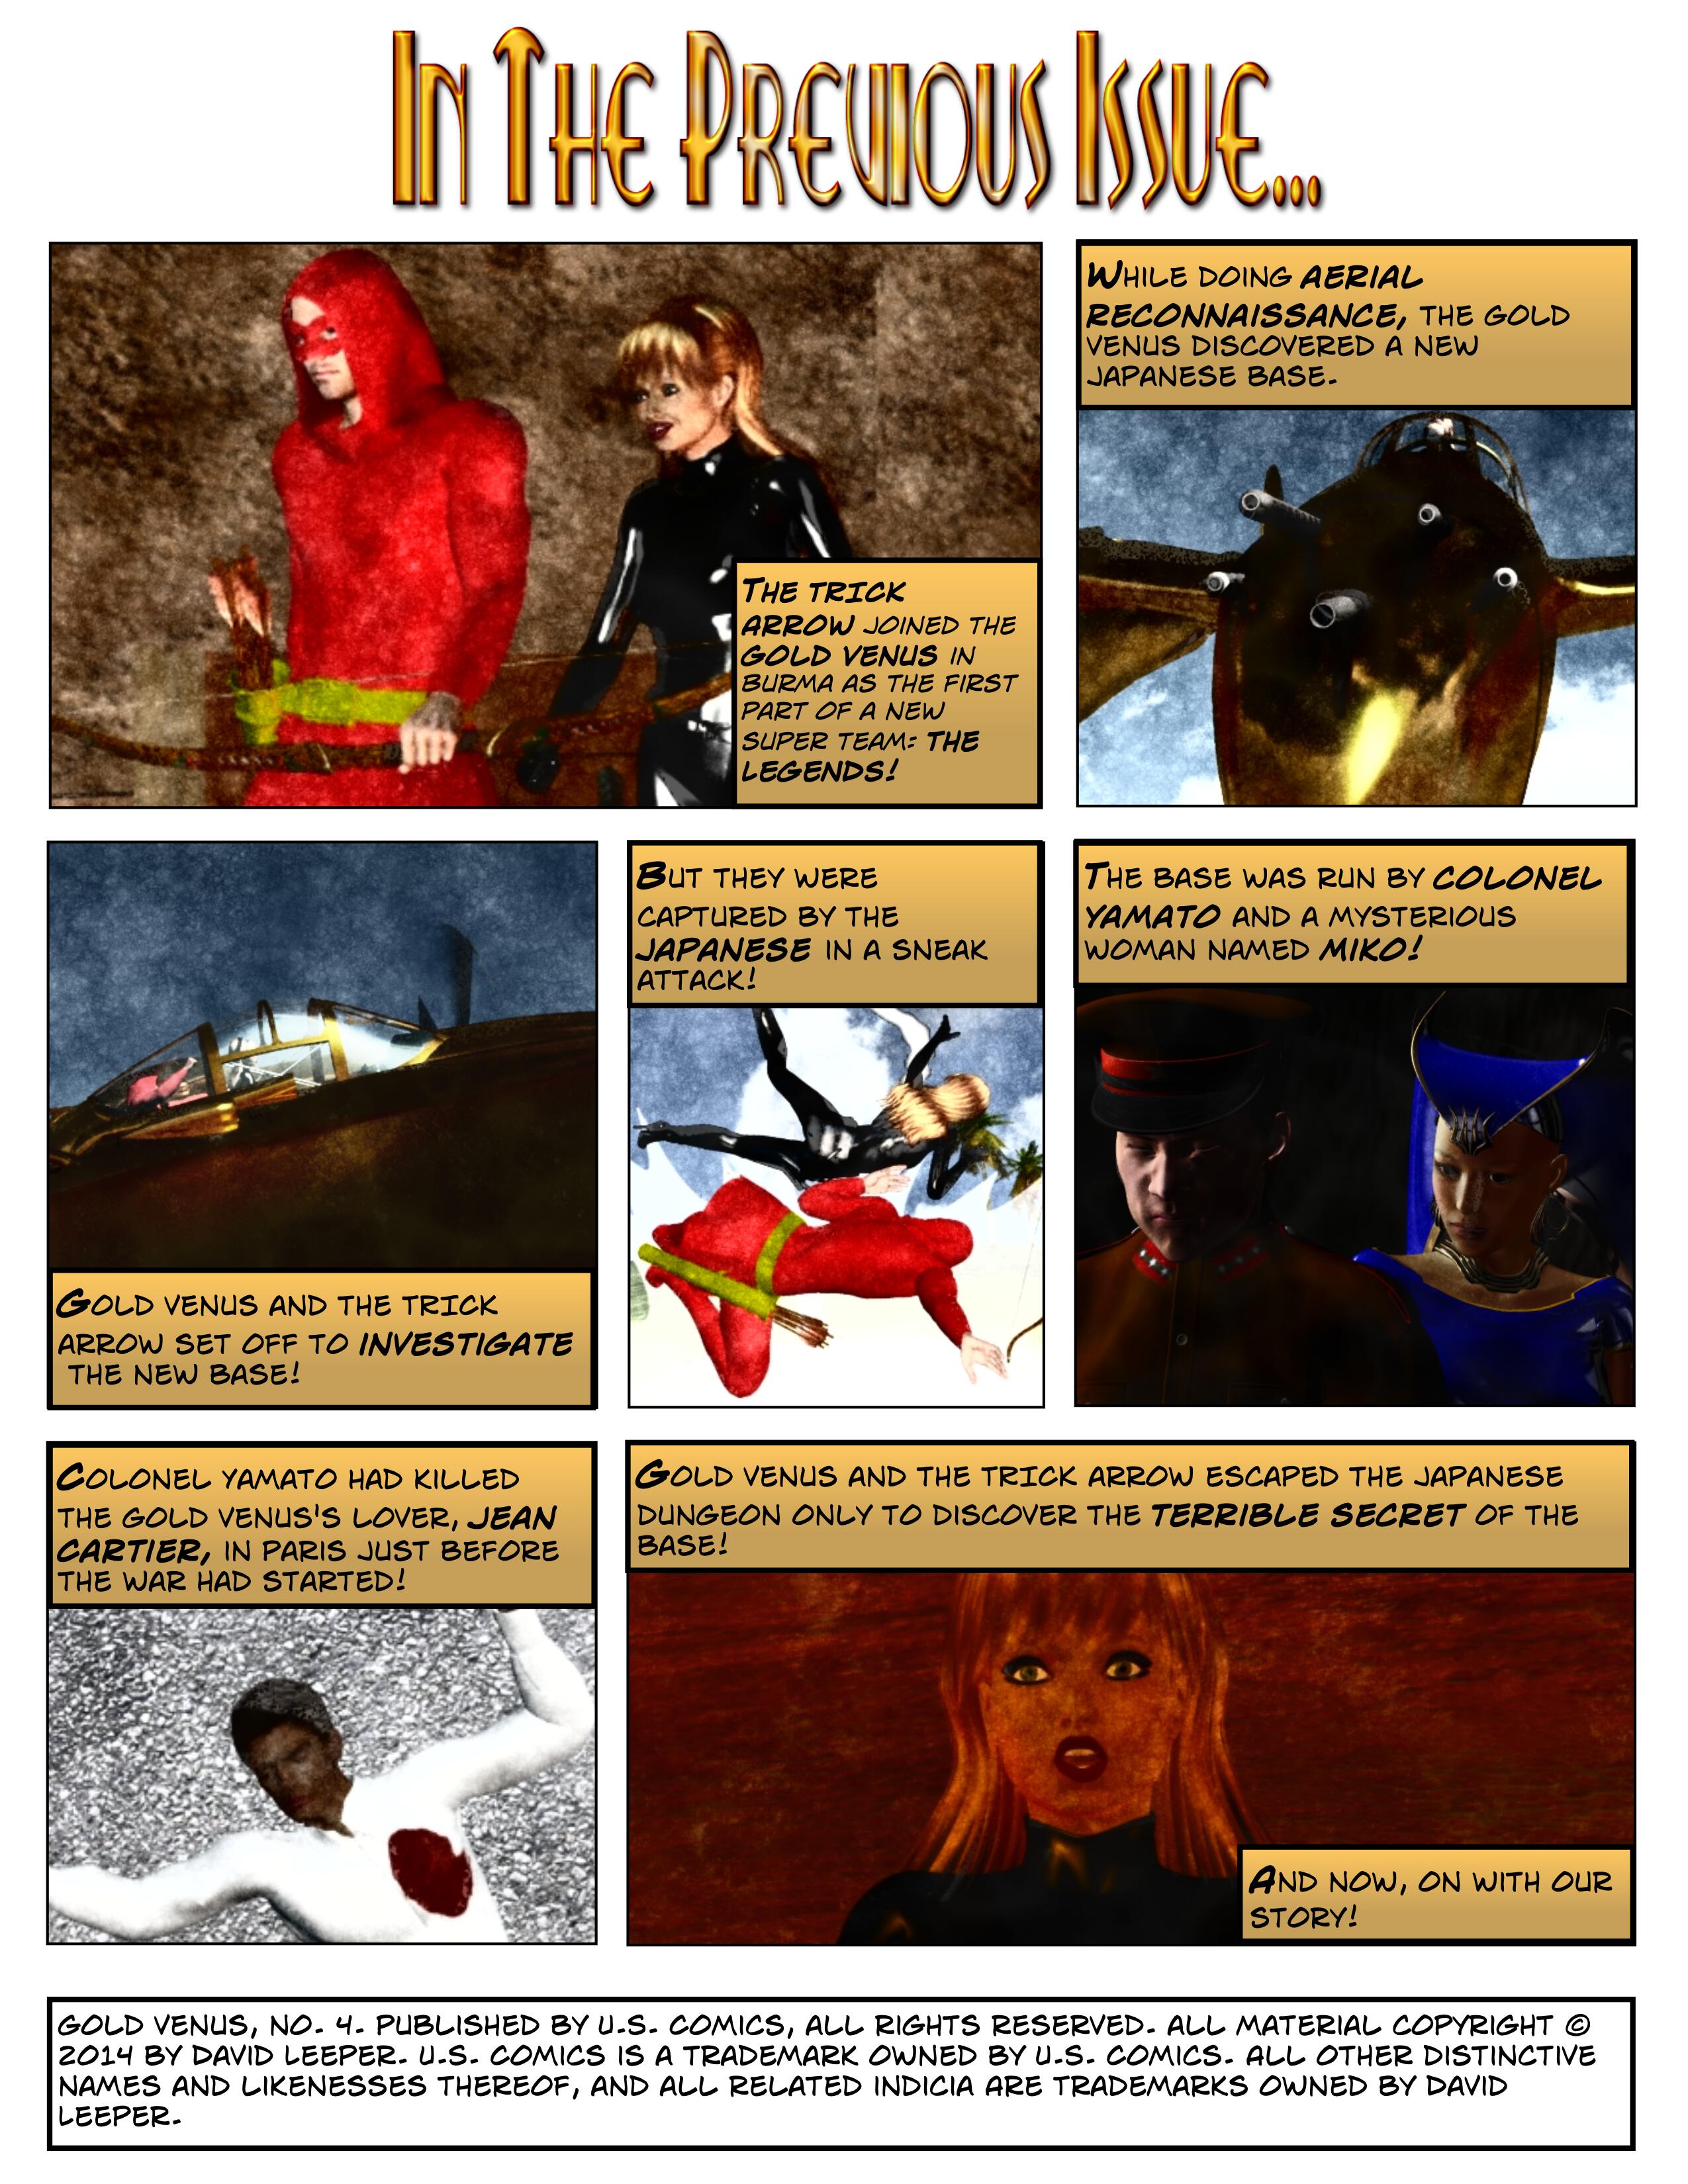 IN THE PREVIOUS ISSUE...
THE TRICK
ARROW JOINED THE
GOLD VENUS IN
BURMA AS THE FIRST
PART OF A NEW
SUPER TEAM: THE
LEGENDS!
WHILE DOING AERIAL
RECONNAISSANCE, THE GOLD
VENUS DISCOVERED A NEW
JAPANESE BASE.
GOLD VENUS AND THE TRICK
ARROW SET OFF TO INVESTIGATE
THE NEW BASE!
BUT THEY WERE
CAPTURED BY THE
JAPANESE IN A SNEAK
ATTACK!
THE BASE WAS RUN BY COLONEL
YAMATO AND A MYSTERIOUS
WOMAN NAMED MIKO!
COLONEL YAMATO HAD KILLED
THE GOLD VENUS'S LOVER, JEAN
CARTIER, IN PARIS JUST BEFORE
THE WAR HAD STARTED!
GOLD VENUS AND THE TRICK ARROW ESCAPED THE JAPANESE
DUNGEON ONLY TO DISCOVER THE TERRIBLE SECRET OF THE
BASE!
AND NOW, ON WITH OUR
STORY!
GOLD VENUS, NO. 4. PUBLISHED BY U.S. COMICS, ALL RIGHTS RESERVED. ALL MATERIAL COPYRIGHT ©
2014 BY DAVID LEEPER. U.S. COMICS IS A TRADEMARK OWNED BY U.S. COMICS. ALL OTHER DISTINCTIVE
NAMES AND LIKENESSES THEREOF, AND ALL RELATED INDICIA ARE TRADEMARKS OWNED BY DAVID
LEEPER.